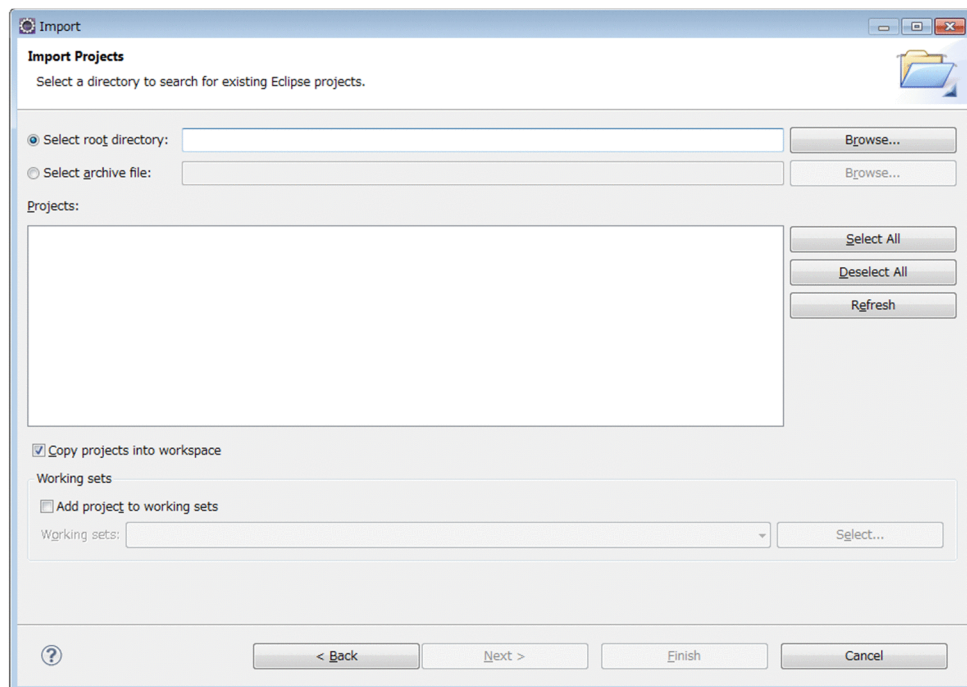 Import
Import Projects
Select a directory to search for existing Eclipse projects.
Select root directory:
Browse...
Select archive file:
Browse...
Projects:
Select All
Deselect All
Refresh
Copy projects into workspace
Working sets
Add project to working sets
Working sets:
Select...
?
< Back
Next >
Finish
Cancel